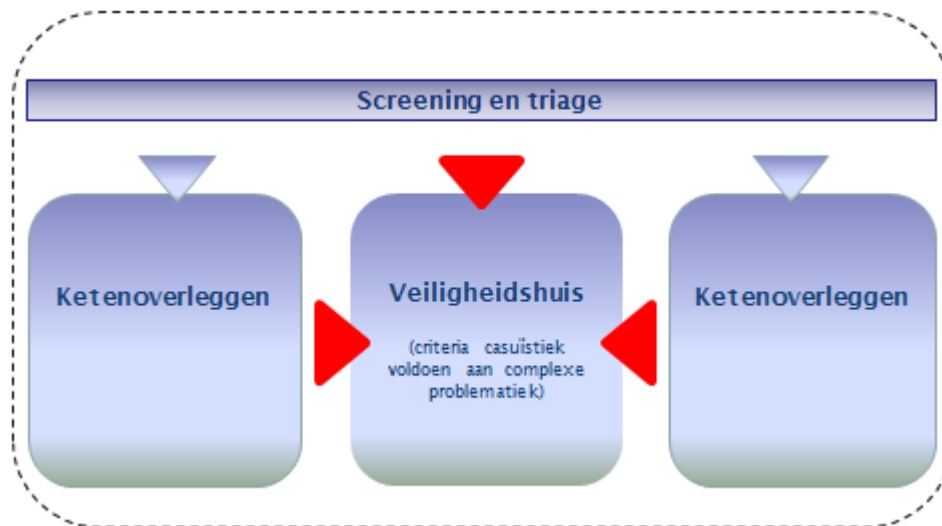 Screening en triage
Ketenoverleggen
Veiligheidshuis
(criteria casuïstiek
voldoen aan complexe
problematiek)
Ketenoverleggen